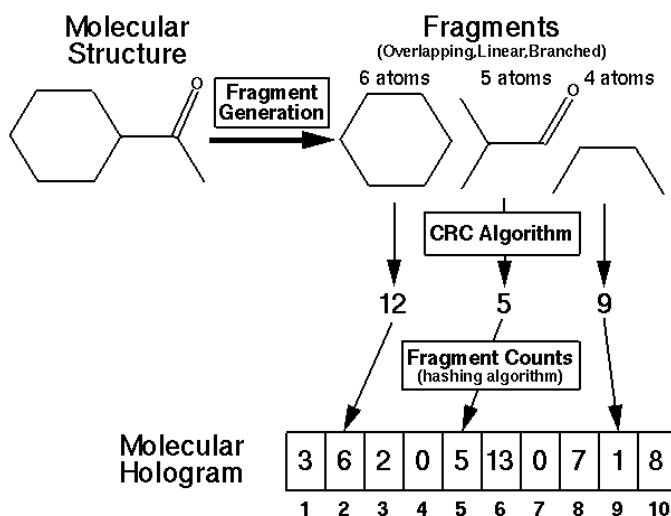 Molecular
Structure
Fragments
(Overlapping,Linear,Branched)
6 atoms 5 atoms 4 atoms
Fragment
Generation
O
O
CRC Algorithm
12 5 9
Fragment Counts
(hashing algorithm)
Molecular
Hologram
3 6 2 0 5 13 0 7 1 8
1 2 3 4 5 6 7 8 9 10